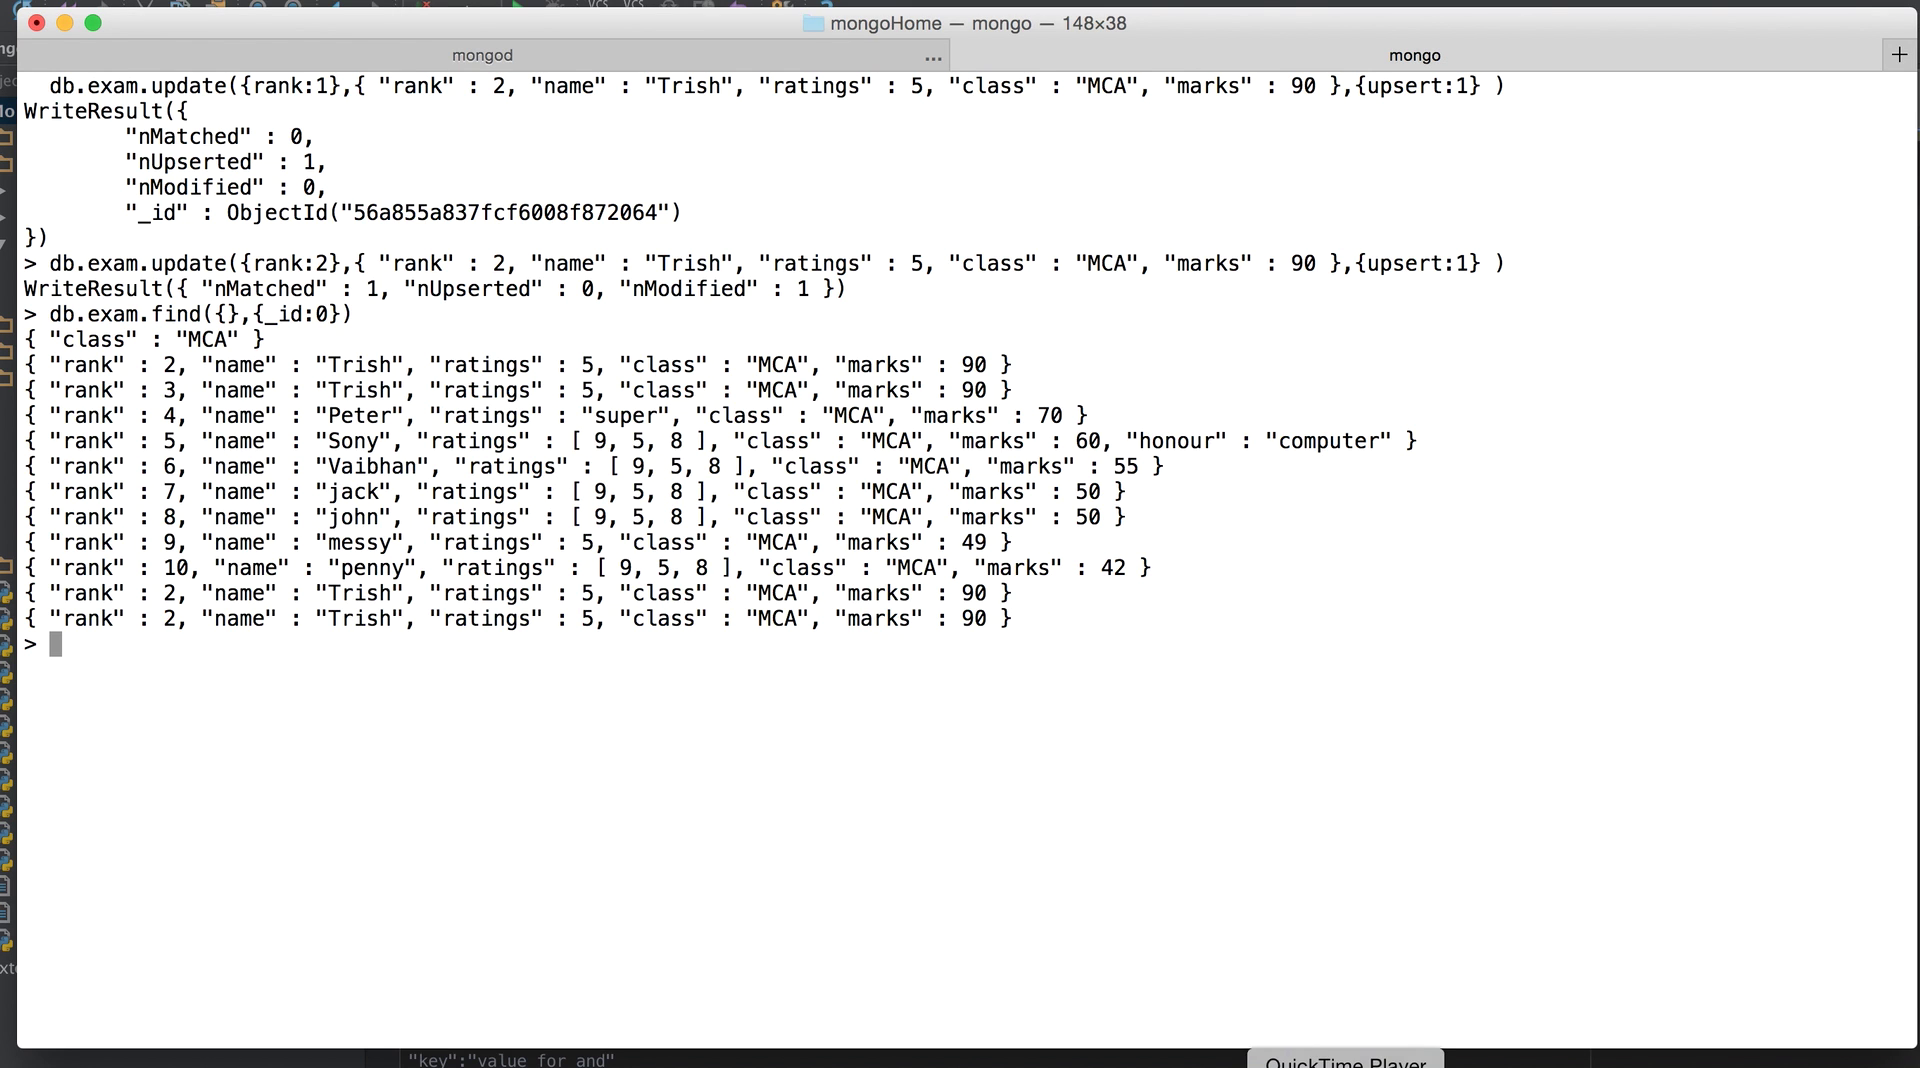 mongoHome — mongo — 148×38
mongod ...
mongo +
db.exam.update({rank:1},{ "rank" : 2, "name" : "Trish", "ratings" : 5, "class" : "MCA", "marks" : 90 },{upsert:1} )
WriteResult({
"nMatched" : 0,
"nUpserted" : 1,
"nModified" : 0,
"_id" : ObjectId("56a855a837fcf6008f872064")
})
> db.exam.update({rank:2},{ "rank" : 2, "name" : "Trish", "ratings" : 5, "class" : "MCA", "marks" : 90 },{upsert:1} )
WriteResult({ "nMatched" : 1, "nUpserted" : 0, "nModified" : 1 })
> db.exam.find({},{_id:0})
{ "class" : "MCA" }
{ "rank" : 2, "name" : "Trish", "ratings" : 5, "class" : "MCA", "marks" : 90 }
{ "rank" : 3, "name" : "Trish", "ratings" : 5, "class" : "MCA", "marks" : 90 }
{ "rank" : 4, "name" : "Peter", "ratings" : "super", "class" : "MCA", "marks" : 70 }
{ "rank" : 5, "name" : "Sony", "ratings" : [ 9, 5, 8 ], "class" : "MCA", "marks" : 60, "honour" : "computer" }
{ "rank" : 6, "name" : "Vaibhan", "ratings" : [ 9, 5, 8 ], "class" : "MCA", "marks" : 55 }
{ "rank" : 7, "name" : "jack", "ratings" : [ 9, 5, 8 ], "class" : "MCA", "marks" : 50 }
{ "rank" : 8, "name" : "john", "ratings" : [ 9, 5, 8 ], "class" : "MCA", "marks" : 50 }
{ "rank" : 9, "name" : "messy", "ratings" : 5, "class" : "MCA", "marks" : 49 }
{ "rank" : 10, "name" : "penny", "ratings" : [ 9, 5, 8 ], "class" : "MCA", "marks" : 42 }
{ "rank" : 2, "name" : "Trish", "ratings" : 5, "class" : "MCA", "marks" : 90 }
{ "rank" : 2, "name" : "Trish", "ratings" : 5, "class" : "MCA", "marks" : 90 }
>
"key":"value for and"
QuickTime Player